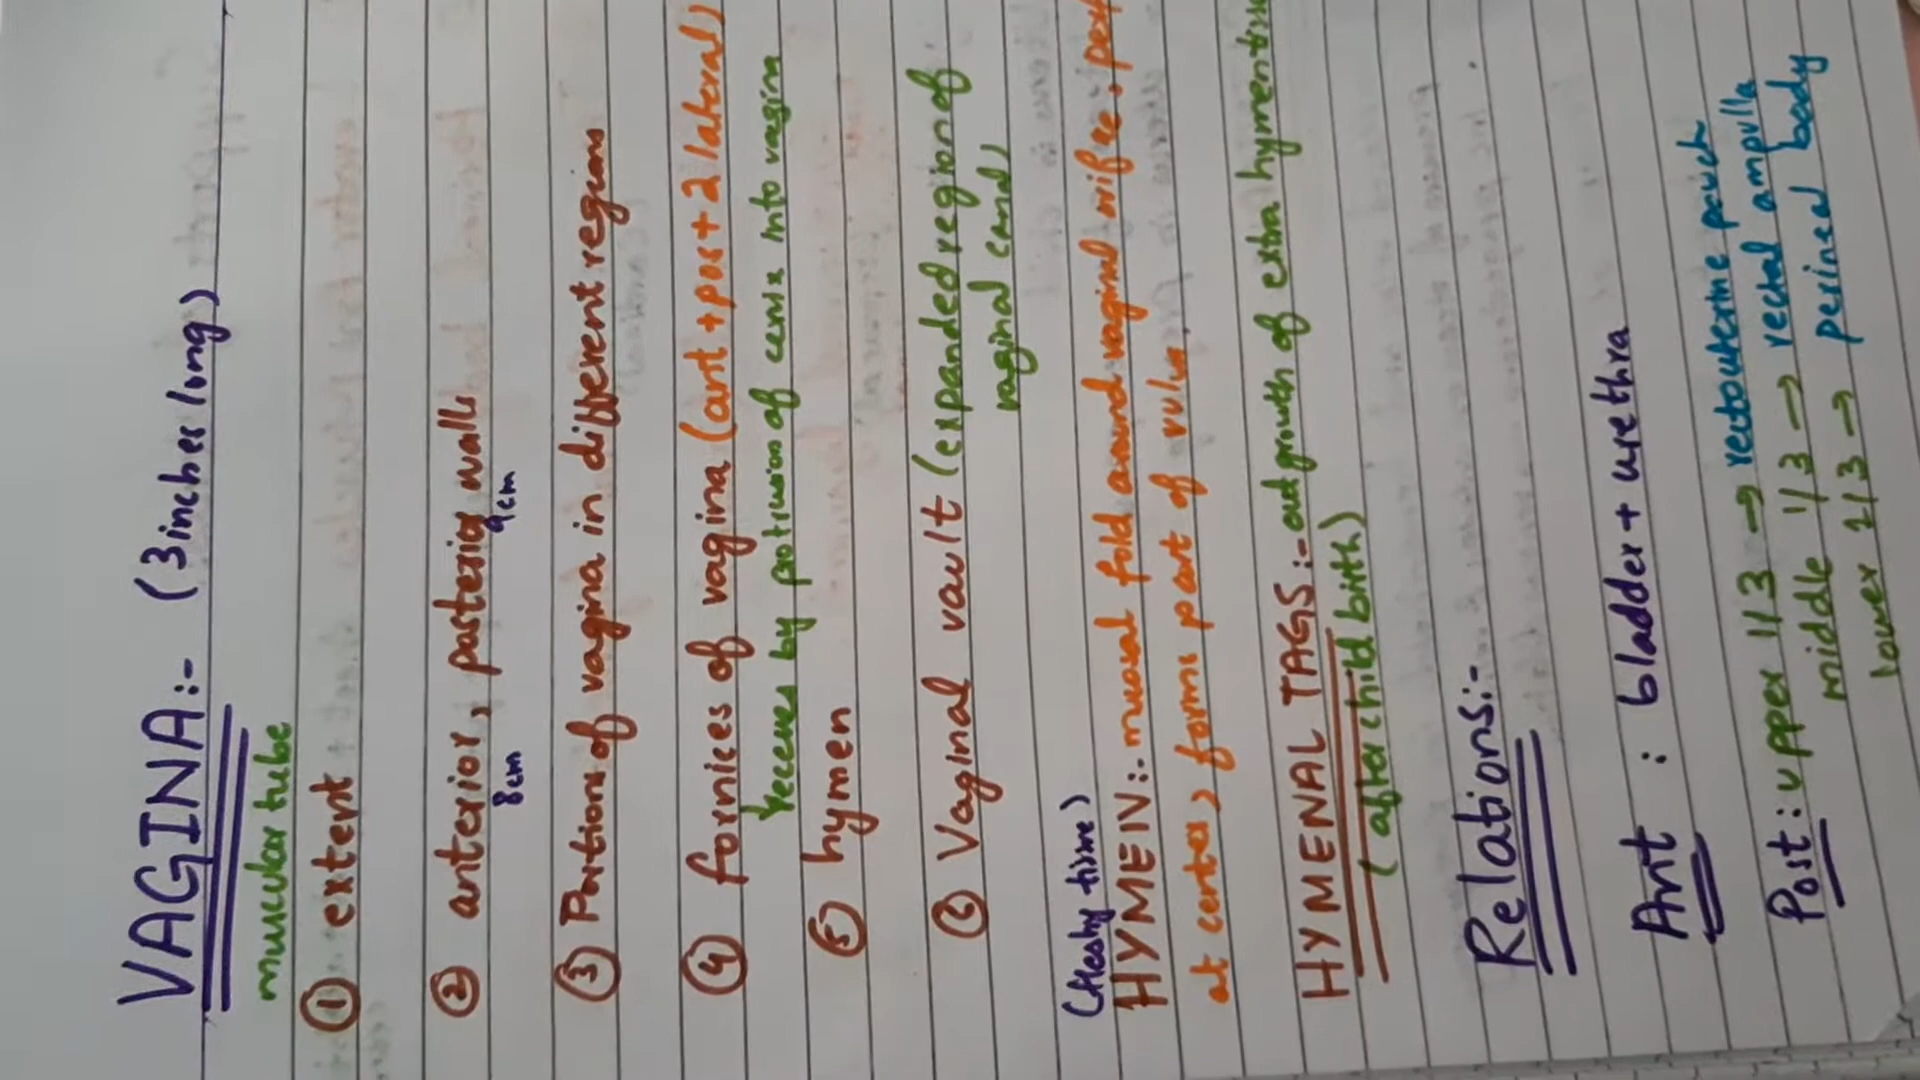 VAGINA:- (3 inches long)
muscular tube
① extent
② anterior, posterior walls
8cm 9cm
③ Portions of vagina in different regions
④ fornices of vagina (ant + pos + 2 lateral)
recesses by protrusion of cervix into vagina
⑤ hymen
⑥ Vaginal vault (expanded region of
vaginal canal)
(fleshy tissue)
HYMEN:- mucosal fold around vaginal orifice,
at center, forms part of vulva.
HYMENAL TAGS:- out growth of extra hymen
(after child birth)
Relations:-
Ant : bladder + urethra
Post: upper 1/3 → rectouterine pouch
middle 1/3 → rectal ampulla
lower 1/3 → perineal body